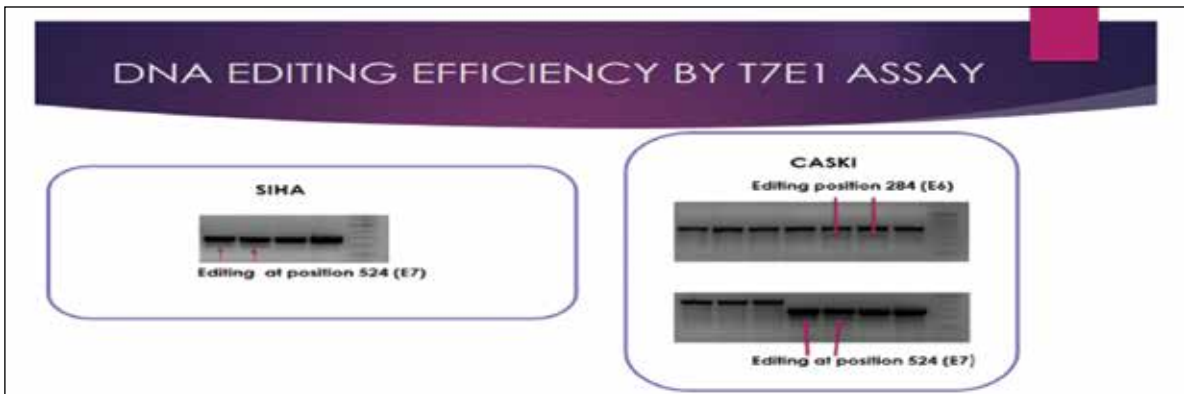 DNA EDITING EFFICIENCY BY T7E1 ASSAY
SIHA
Editing at position 524 (E7)
CASKI
Editing position 284 (E6)
Editing at position 524 (E7)